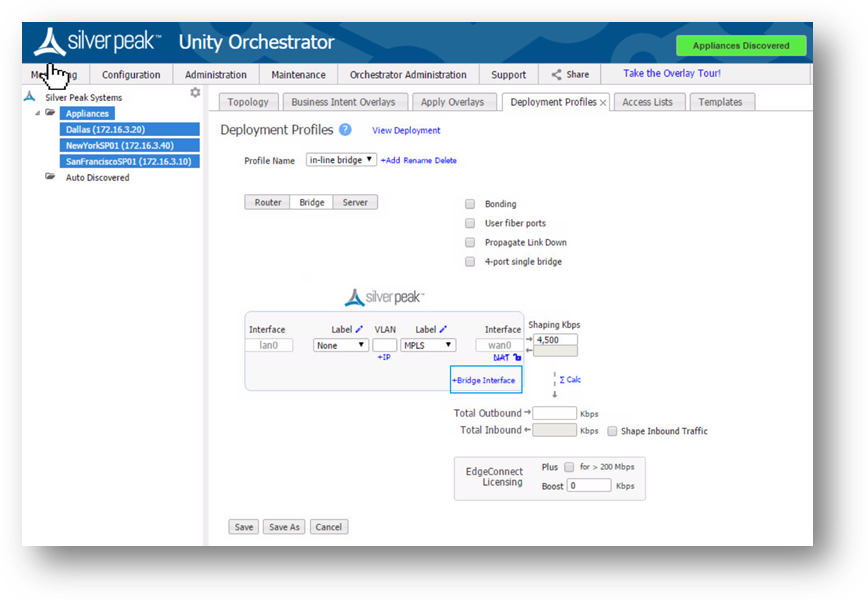 silver peak™ Unity Orchestrator
Appliances Discovered
Configuration Administration Maintenance Orchestrator Administration Support Share Take the Overlay Tour!
Silver Peak Systems
Appliances
Dallas (172.16.3.20)
NewYorkSP01 (172.16.3.40)
SanFranciscoSP01 (172.16.3.10)
Auto Discovered
Topology Business Intent Overlays Apply Overlays Deployment Profiles × Access Lists Templates
Deployment Profiles ? View Deployment
Profile Name in-line bridge ▼ +Add Rename Delete
Router Bridge Server
Bonding
User fiber ports
Propagate Link Down
4-port single bridge
silver peak™
Interface Label VLAN Label Interface Shaping Kbps
lan0 None ▼ MPLS ▼ wan0 → 4,500
←
+IP NAT
+Bridge Interface Σ Calc
Total Outbound → Kbps
Total Inbound ← Kbps Shape Inbound Traffic
EdgeConnect Licensing
Plus for > 200 Mbps
Boost 0 Kbps
Save Save As Cancel